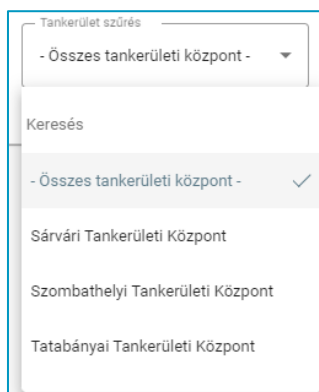 Tankerület szűrés
- Összes tankerületi központ -
Keresés
- Összes tankerületi központ -
Sárvári Tankerületi Központ
Szombathelyi Tankerületi Központ
Tatabányai Tankerületi Központ